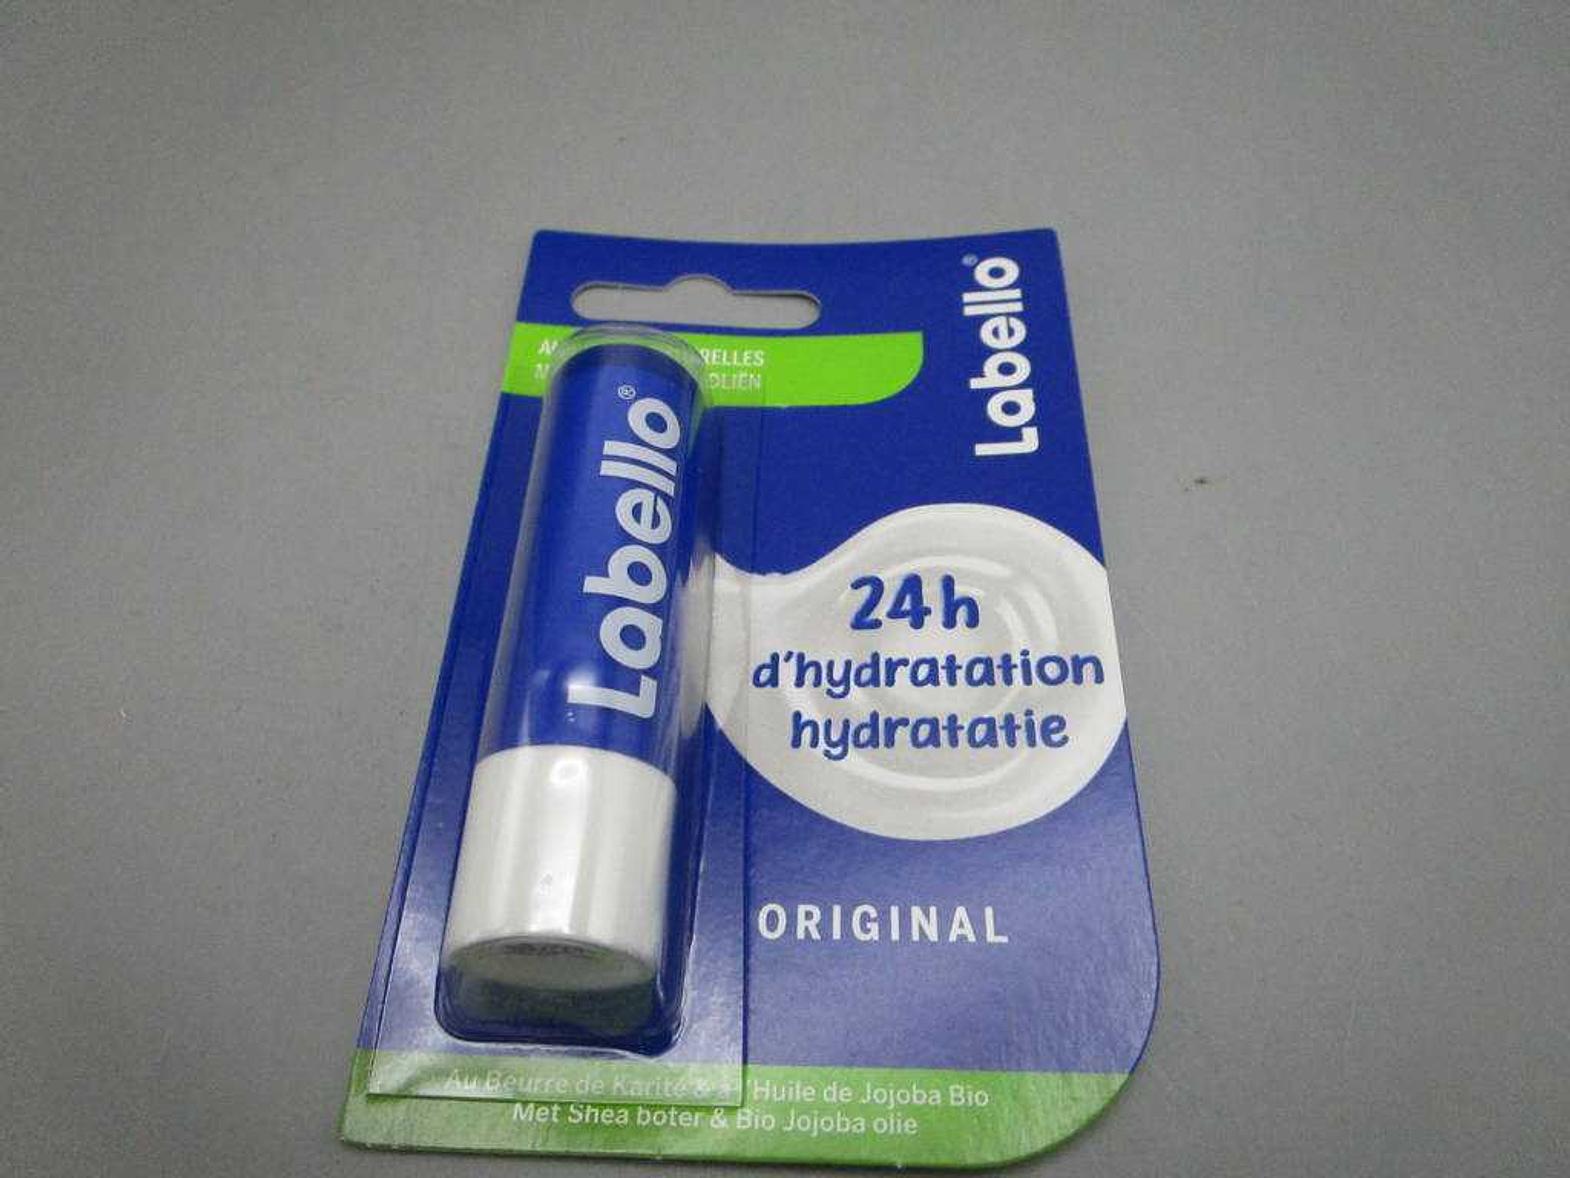 Labello®
RELLES
OLIËN
Labello®
24h
d'hydratation
hydratatie
ORIGINAL
Au Beurre de Karité & à l'Huile de Jojoba Bio
Met Shea boter & Bio Jojoba olie